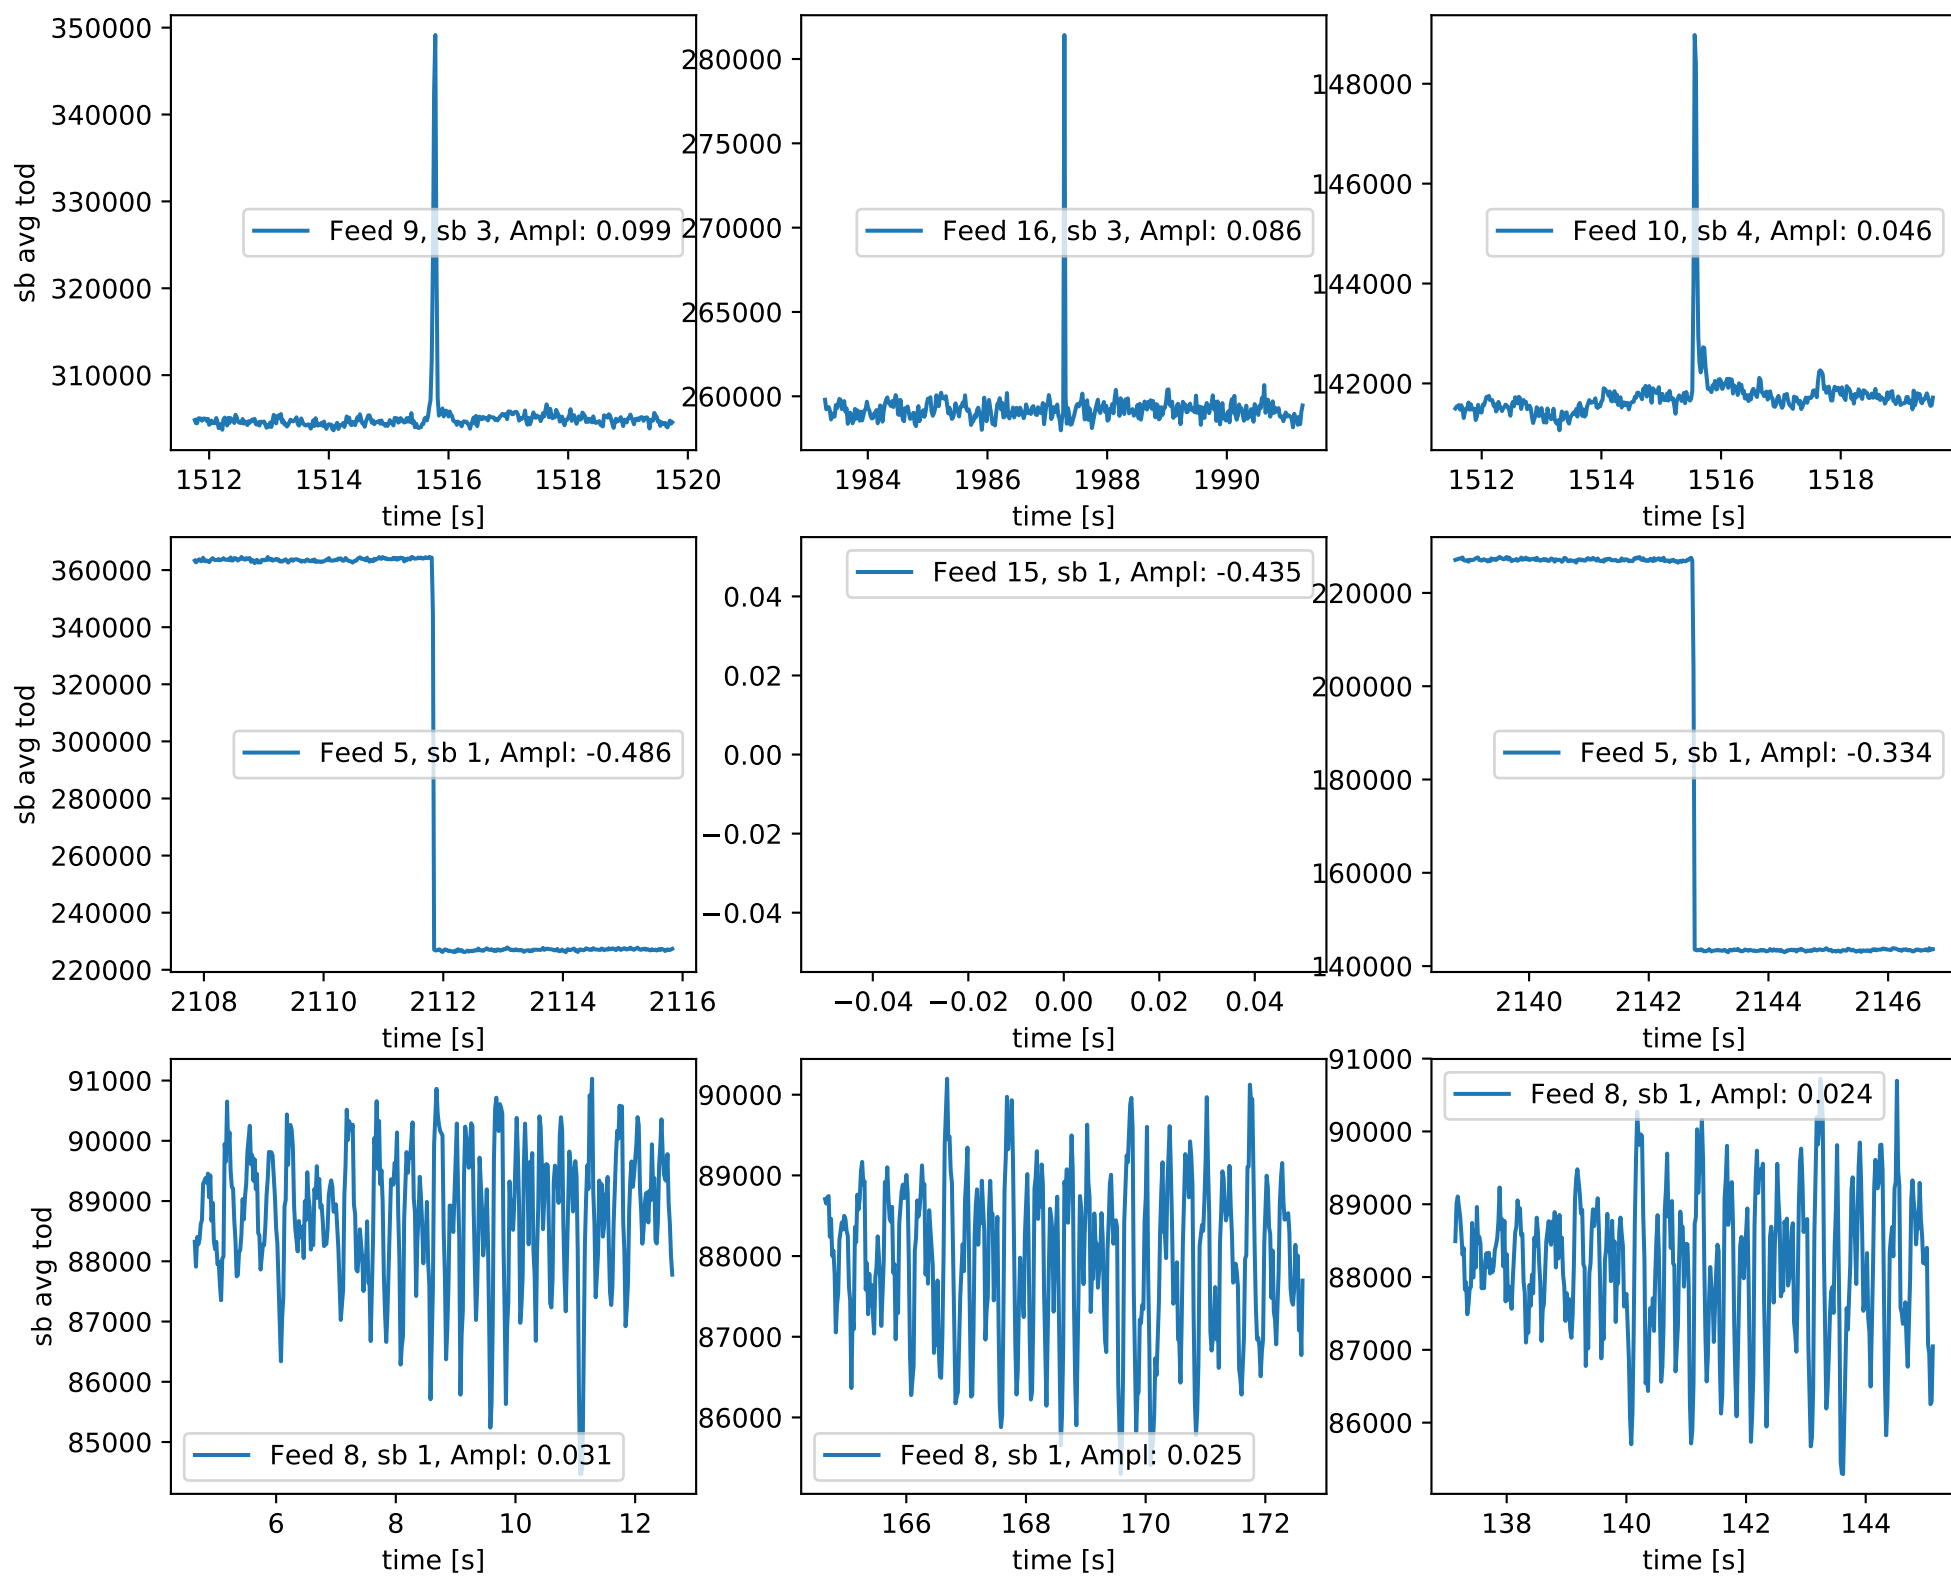 350000
340000
330000
320000
310000
sb avg tod
Feed 9, sb 3, Ampl: 0.099
1512 1514 1516 1518 1520
time [s]
280000
275000
270000
265000
260000
Feed 16, sb 3, Ampl: 0.086
1984 1986 1988 1990
time [s]
148000
146000
144000
142000
Feed 10, sb 4, Ampl: 0.046
1512 1514 1516 1518
time [s]
360000
340000
320000
300000
280000
260000
240000
220000
sb avg tod
Feed 5, sb 1, Ampl: -0.486
2108 2110 2112 2114 2116
time [s]
0.04
0.02
0.00
−0.02
−0.04
Feed 15, sb 1, Ampl: -0.435
−0.04 −0.02 0.00 0.02 0.04
time [s]
220000
200000
180000
160000
140000
Feed 5, sb 1, Ampl: -0.334
2140 2142 2144 2146
time [s]
91000
90000
89000
88000
87000
86000
85000
sb avg tod
Feed 8, sb 1, Ampl: 0.031
6 8 10 12
time [s]
90000
89000
88000
87000
86000
Feed 8, sb 1, Ampl: 0.025
166 168 170 172
time [s]
91000
90000
89000
88000
87000
86000
Feed 8, sb 1, Ampl: 0.024
138 140 142 144
time [s]